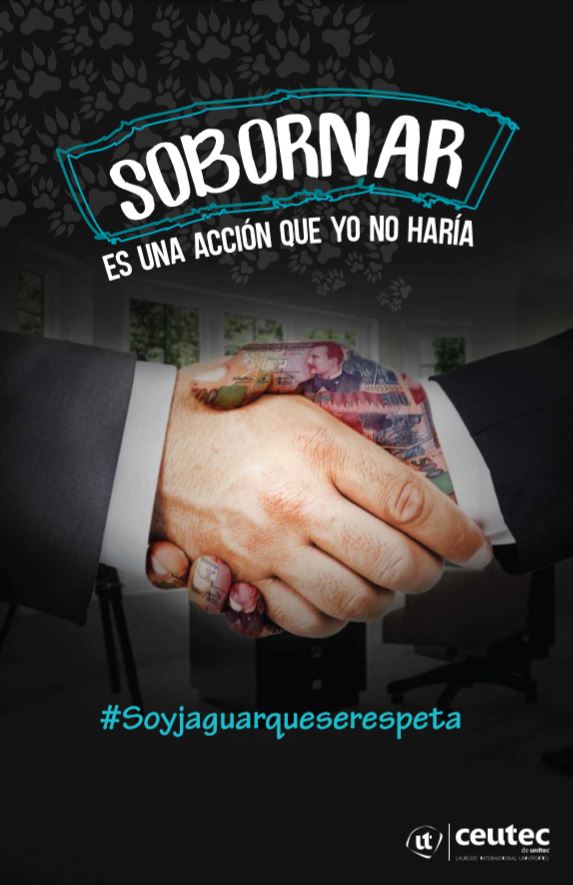 SOBORNAR
ES UNA ACCIÓN QUE YO NO HARÍA
#Soyjaguarqueserespeta
ut ceutec
de unitec
LAUREATE INTERNATIONAL UNIVERSITIES